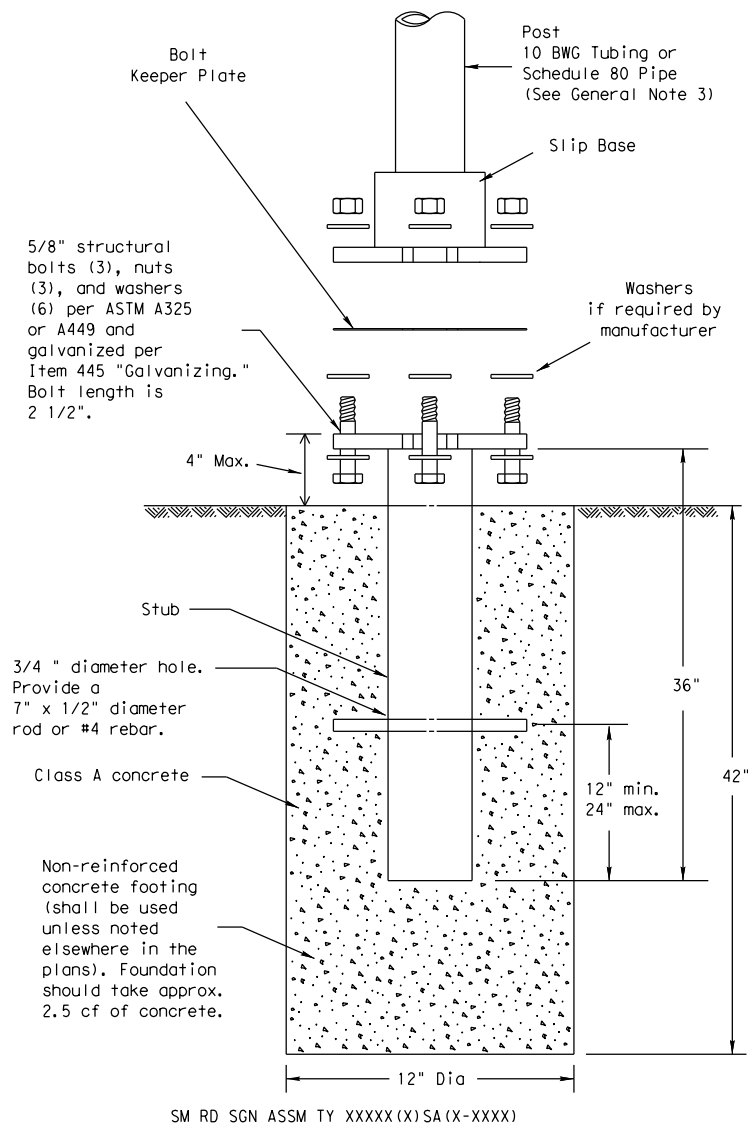 Bolt
Keeper Plate
Post
10 BWG Tubing or
Schedule 80 Pipe
(See General Note 3)
Slip Base
5/8" structural
bolts (3), nuts
(3), and washers
(6) per ASTM A325
or A449 and
galvanized per
Item 445 "Galvanizing."
Bolt length is
2 1/2".
Washers
if required by
manufacturer
4" Max.
Stub
3/4 " diameter hole.
Provide a
7" x 1/2" diameter
rod or #4 rebar.
36"
Class A concrete
12" min.
24" max.
42"
Non-reinforced
concrete footing
(shall be used
unless noted
elsewhere in the
plans). Foundation
should take approx.
2.5 cf of concrete.
12" Dia
SM RD SGN ASSM TY XXXXX(X)SA(X-XXXX)